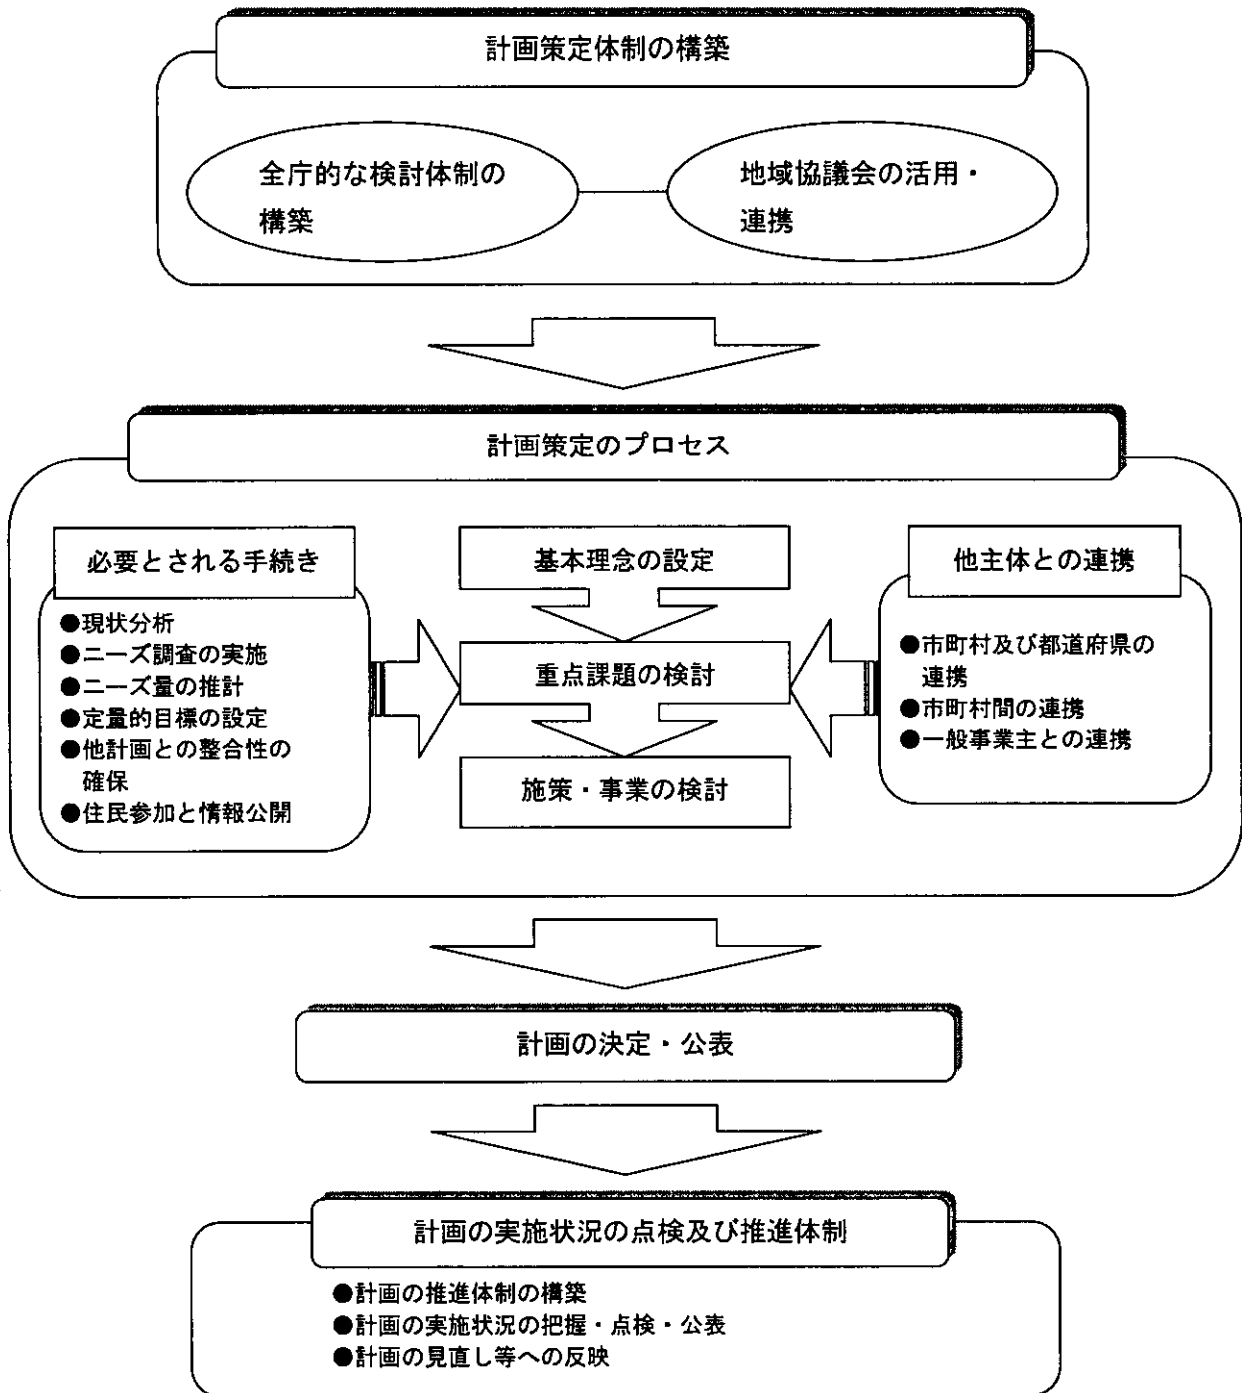 計画策定体制の構築
全庁的な検討体制の
構築
地域協議会の活用・
連携
計画策定のプロセス
必要とされる手続き
●現状分析
●ニーズ調査の実施
●ニーズ量の推計
●定量的目標の設定
●他計画との整合性の
確保
●住民参加と情報公開
基本理念の設定
重点課題の検討
施策・事業の検討
他主体との連携
●市町村及び都道府県の
連携
●市町村間の連携
●一般事業主との連携
計画の決定・公表
計画の実施状況の点検及び推進体制
●計画の推進体制の構築
●計画の実施状況の把握・点検・公表
●計画の見直し等への反映